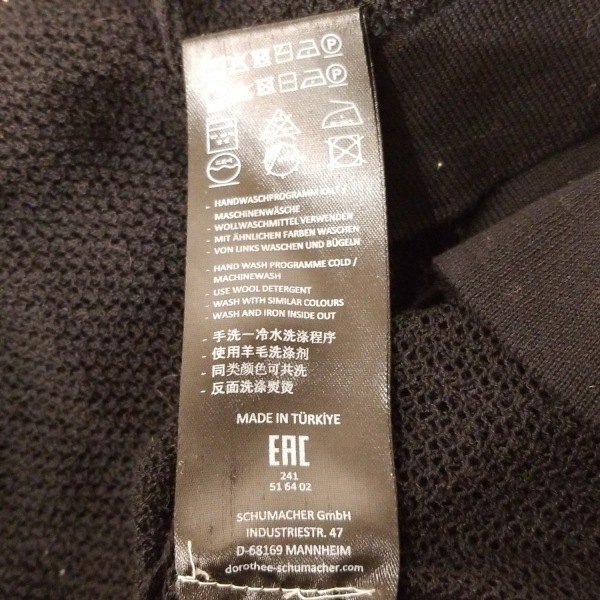 - HANDWASCHPROGRAMM KALT /
MASCHINENWÄSCHE
- WOLLWASCHMITTEL VERWENDEN
- MIT ÄHNLICHEN FARBEN WASCHEN
- VON LINKS WASCHEN UND BÜGELN
- HAND WASH PROGRAMME COLD /
MACHINEWASH
- USE WOOL DETERGENT
- WASH WITH SIMILAR COLOURS
- WASH AND IRON INSIDE OUT
- 手洗一冷水洗涤程序
- 使用羊毛洗涤剂
- 同类颜色可共洗
- 反面洗涤熨烫
MADE IN TÜRKİYE
EAC
241
51 64 02
SCHUMACHER GmbH
INDUSTRIESTR. 47
D-68169 MANNHEIM
dorothee-schumacher.com